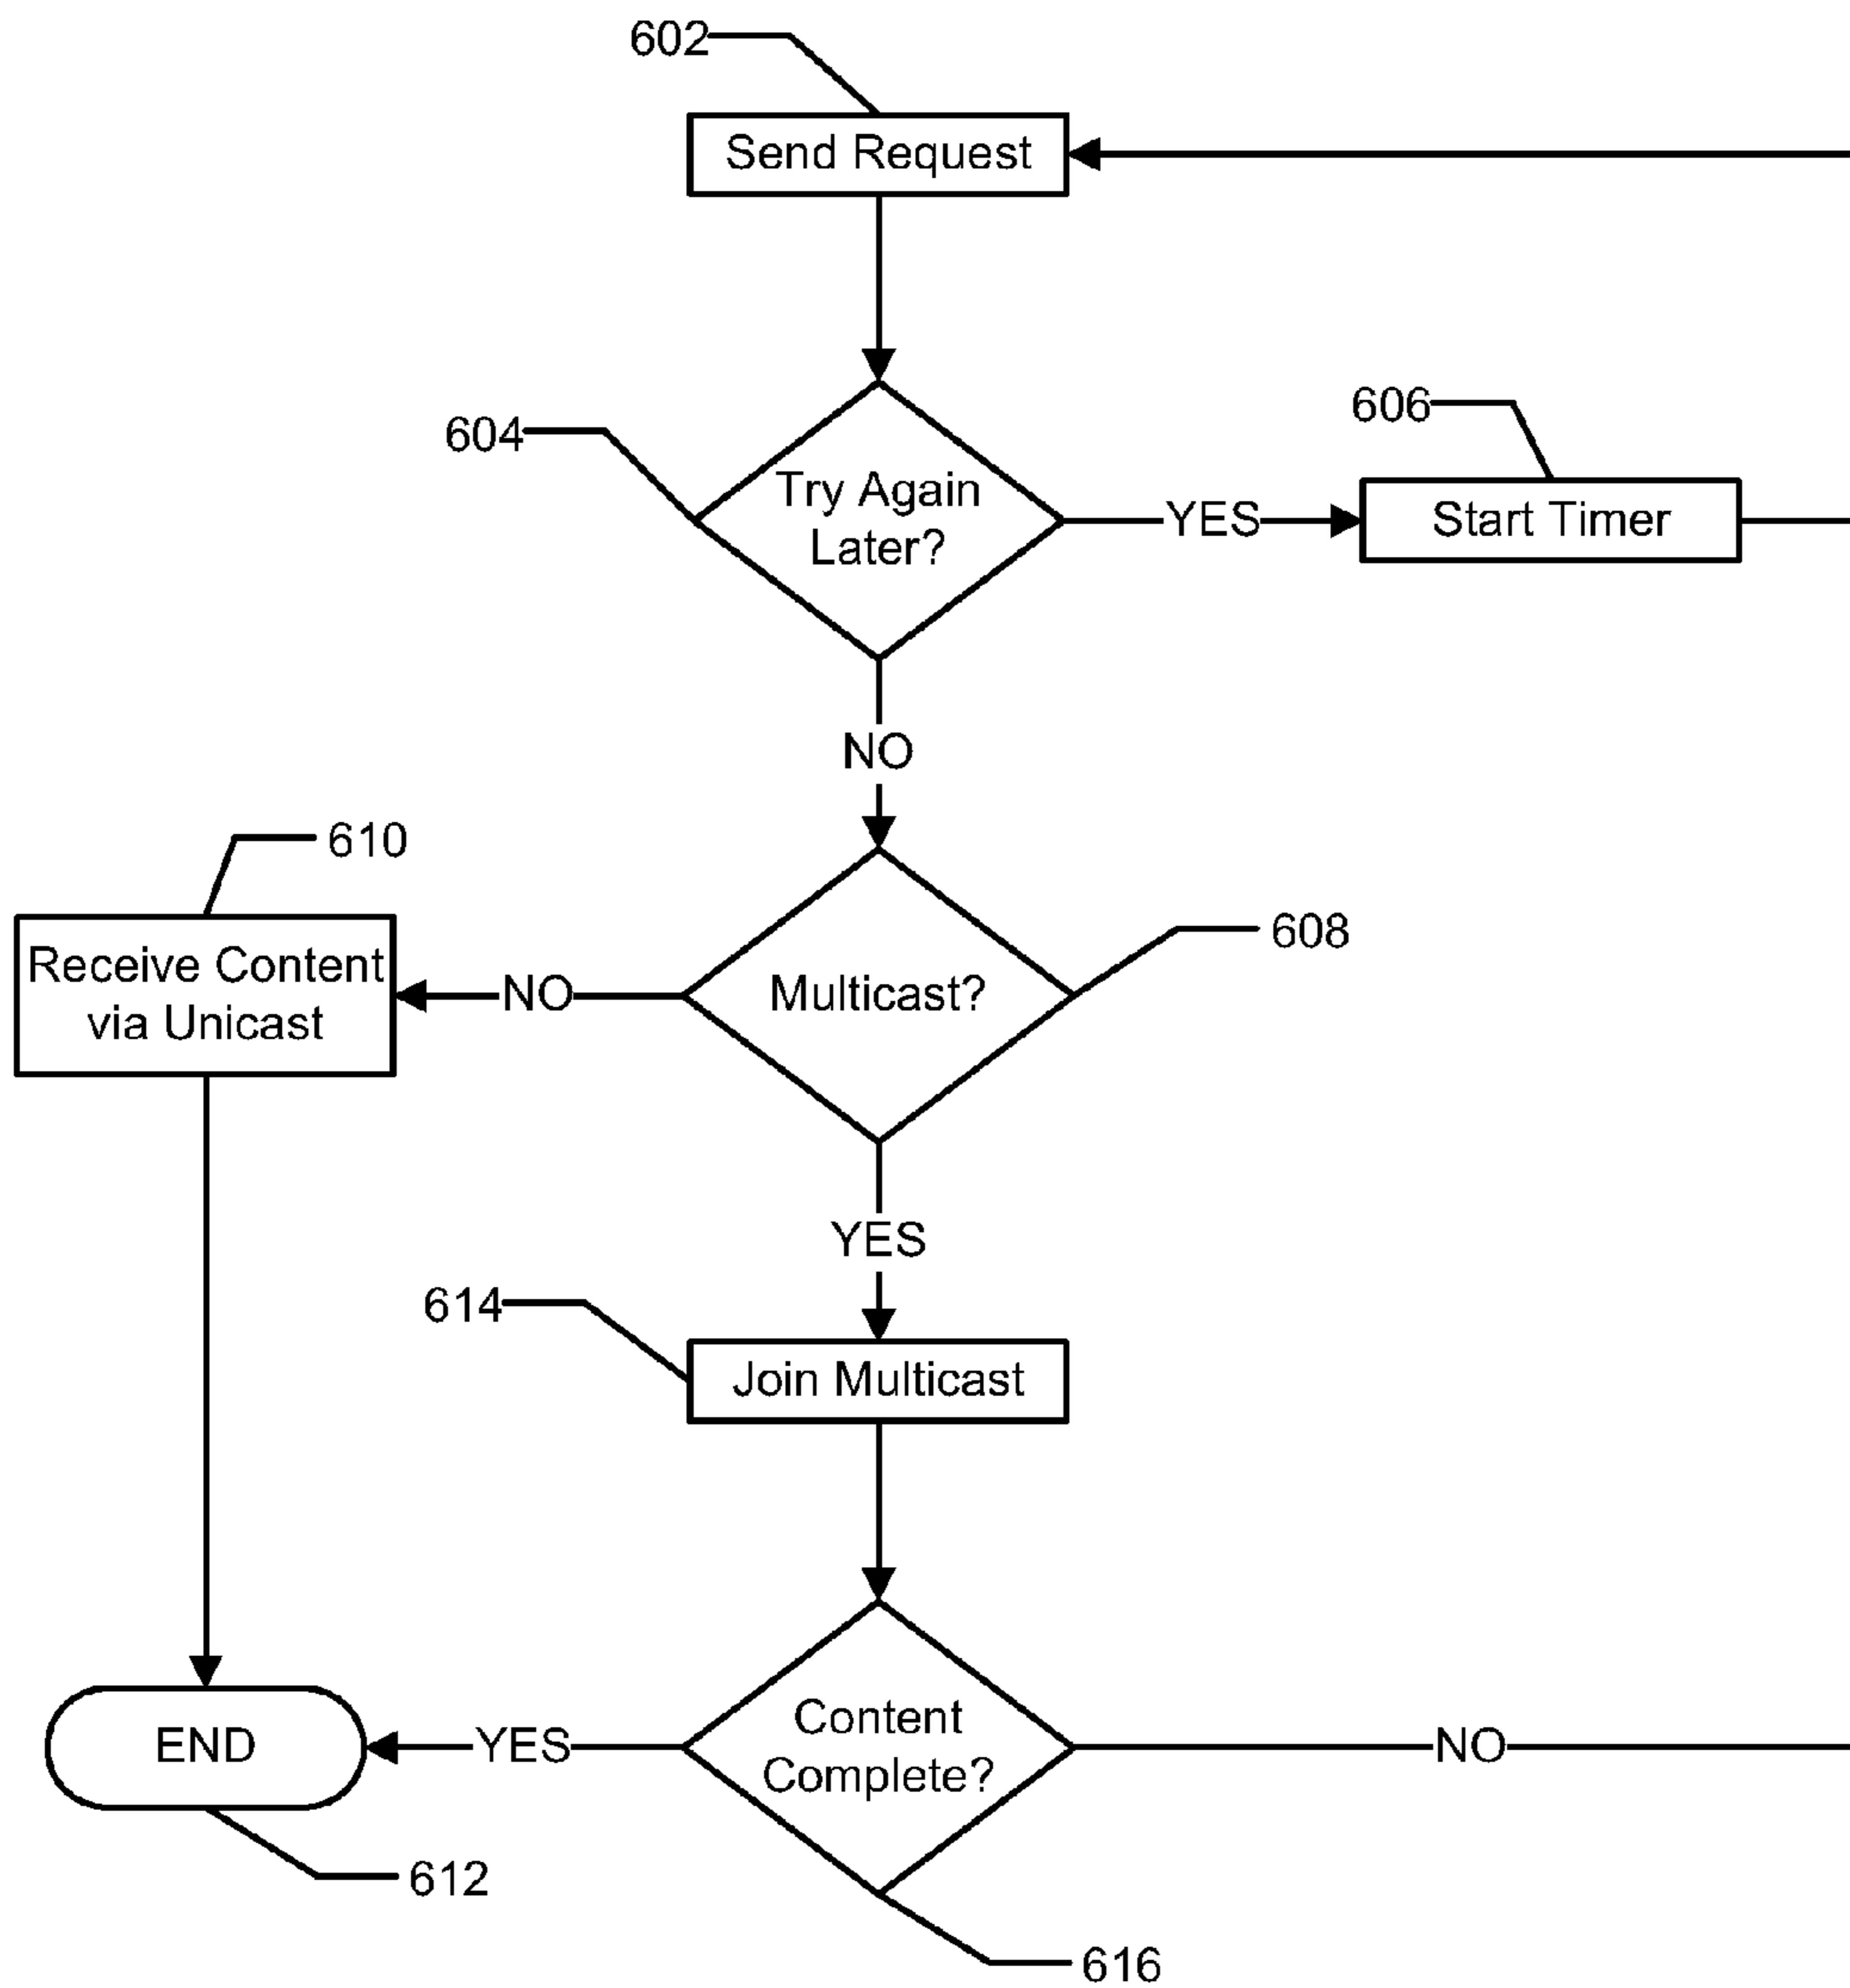 602
Send Request
604
Try Again
Later?
YES
606
Start Timer
NO
610
Receive Content
via Unicast
NO
Multicast?
608
YES
614
Join Multicast
END
YES
Content
Complete?
NO
612
616